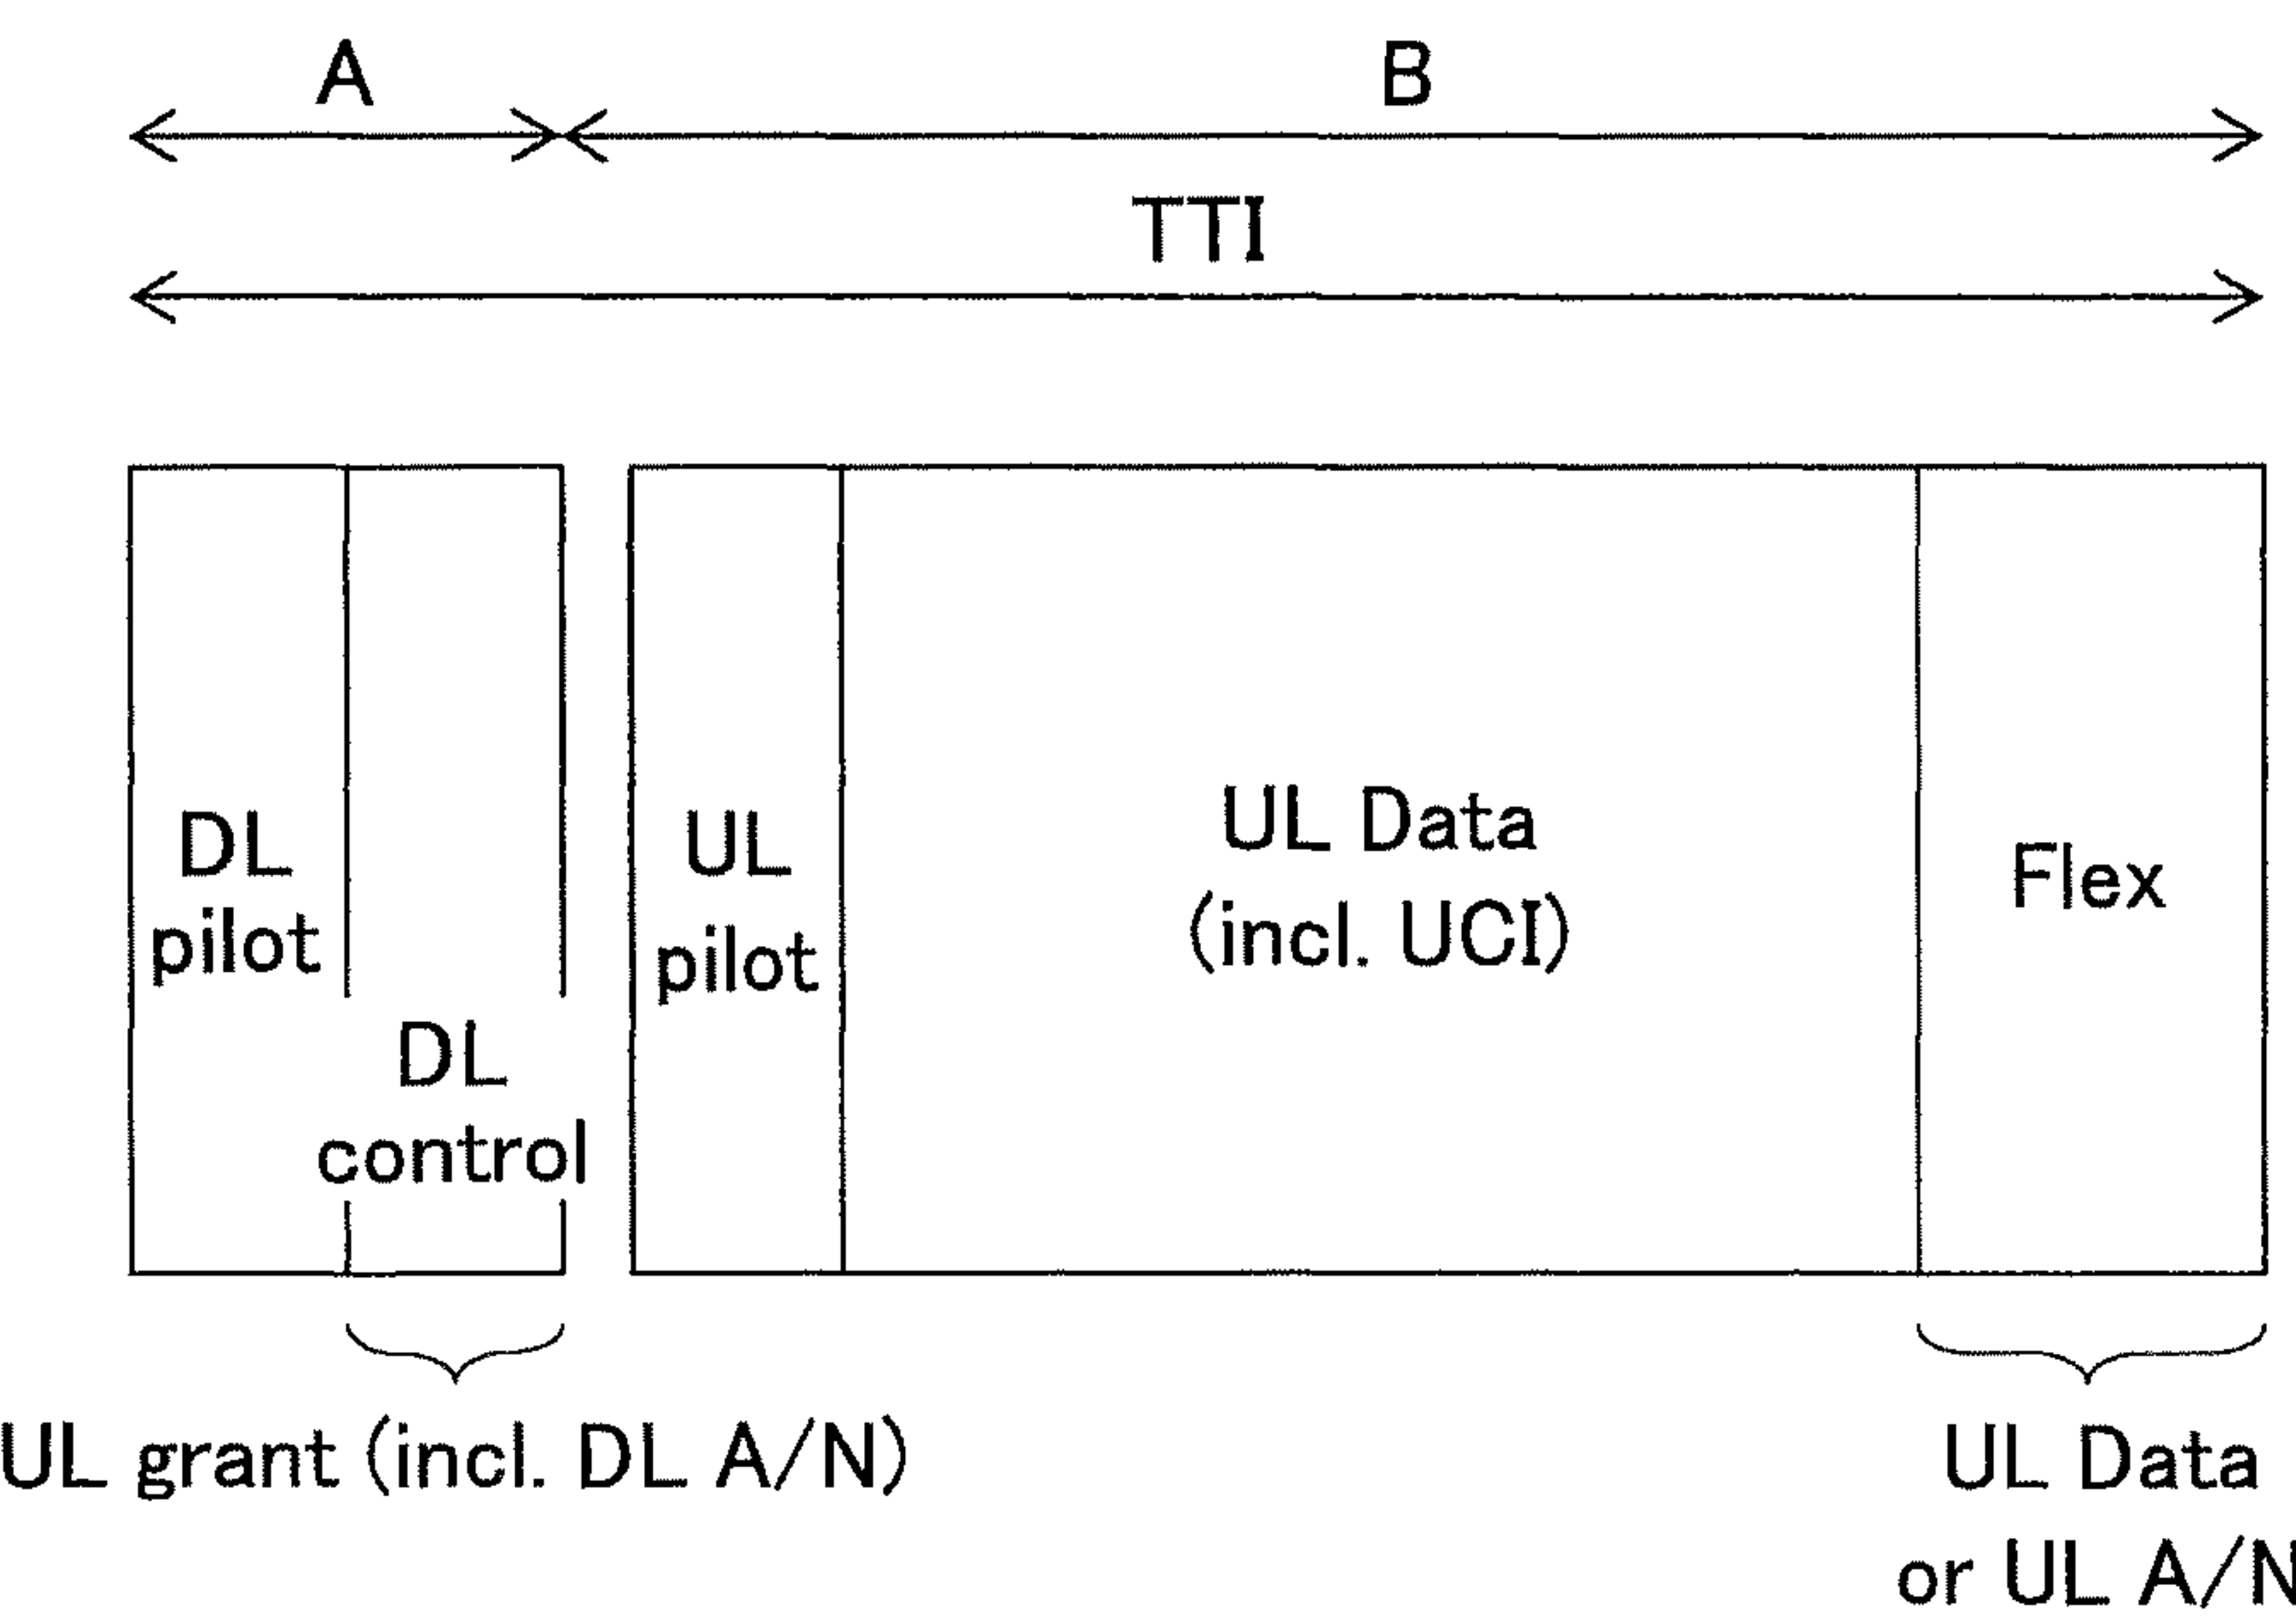 A
B
TTI
DL
pilot
DL
control
UL
pilot
UL Data
(incl. UCI)
Flex
UL grant (incl. DL A/N)
UL Data
or UL A/N